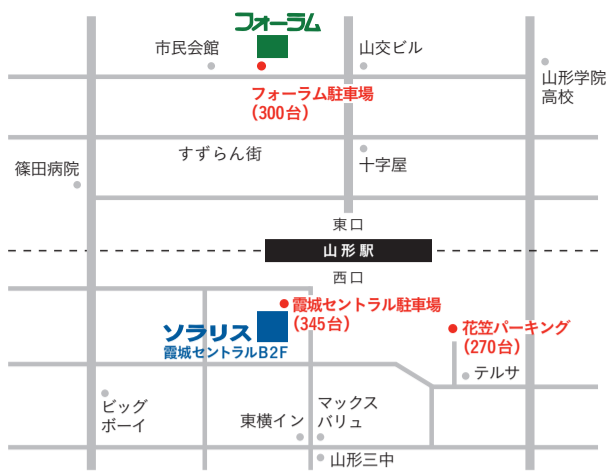 フォーラム
市民会館
山交ビル
山形学院
高校
フォーラム駐車場
(300台)
すずらん街
十字屋
篠田病院
東口
山形駅
西口
霞城セントラル駐車場
(345台)
ソラリス
霞城セントラルB2F
花笠パーキング
(270台)
テルサ
ビッグ
ボーイ
東横イン
マックス
バリュ
山形三中